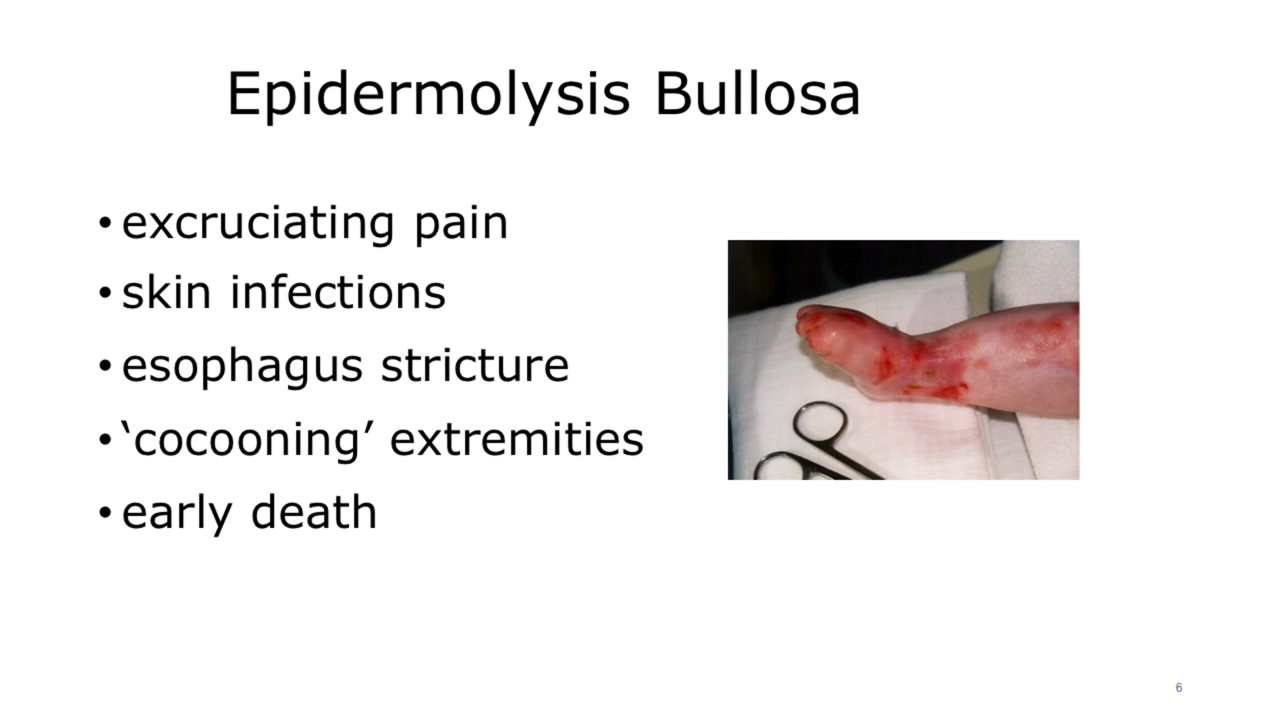 Epidermolysis Bullosa
• excruciating pain
• skin infections
• esophagus stricture
• ‘cocooning’ extremities
• early death
6